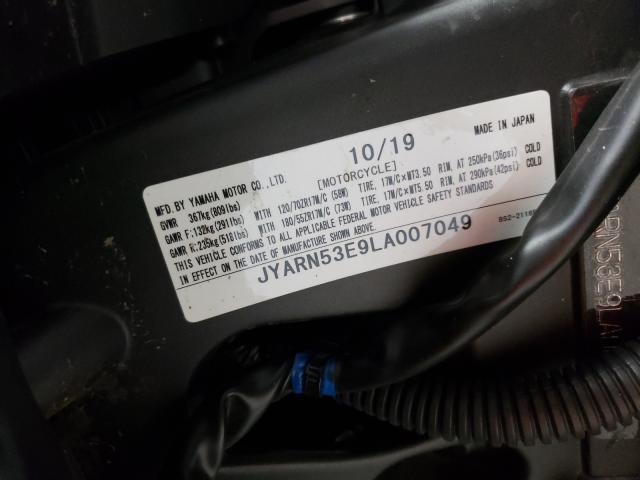 10/19 MADE IN JAPAN
MFD.BY YAMAHA MOTOR CO.,LTD. [MOTORCYCLE]
GVWR 367kg(809lbs)
GAWR F:132kg(291lbs) WITH 120/70ZR17M/C (58W) TIRE, 17M/C×MT3.50 RIM, AT 250kPa(36psi) COLD
GAWR R:235kg(518lbs) WITH 180/55ZR17M/C (73W) TIRE, 17M/C×MT5.50 RIM, AT 290kPa(42psi) COLD
THIS VEHICLE CONFORMS TO ALL APPLICABLE FEDERAL MOTOR VEHICLE SAFETY STANDARDS
IN EFFECT ON THE DATE OF MANUFACTURE SHOWN ABOVE.
JYARN53E9LA007049
RN53E9LA